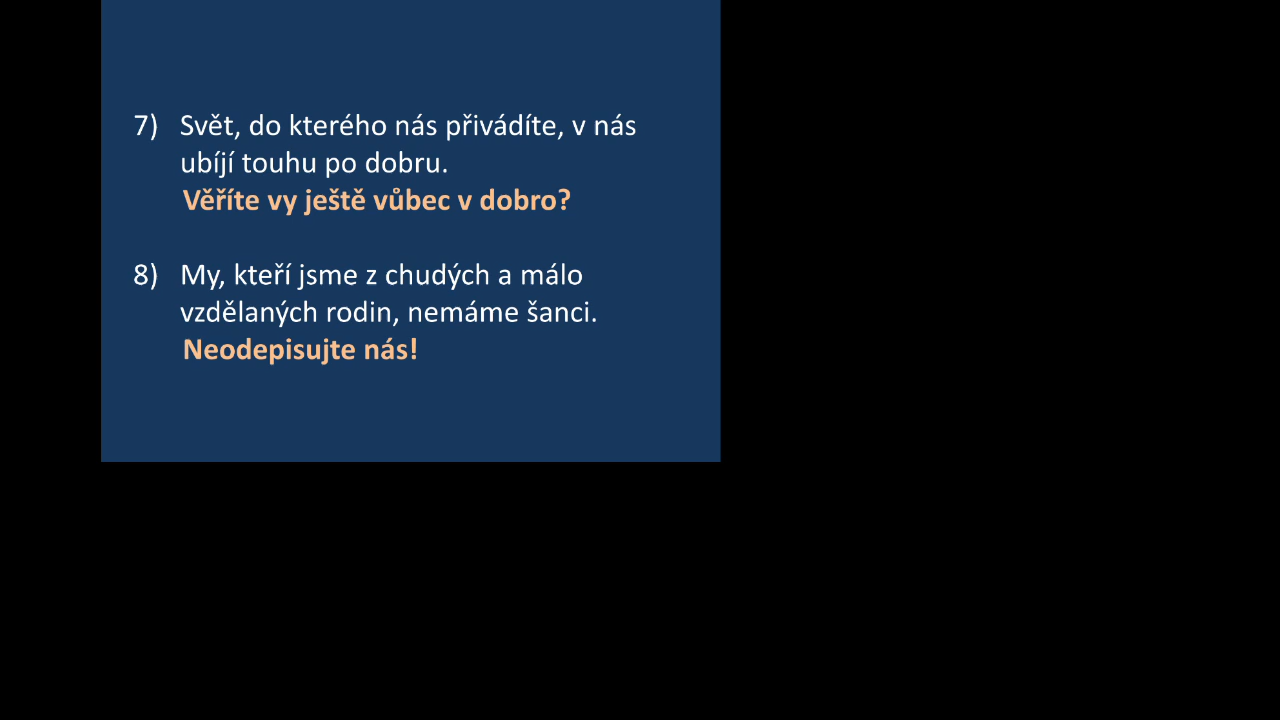 7) Svět, do kterého nás přivádíte, v nás
ubíjí touhu po dobru.
Věříte vy ještě vůbec v dobro?
8) My, kteří jsme z chudých a málo
vzdělaných rodin, nemáme šanci.
Neodepisujte nás!